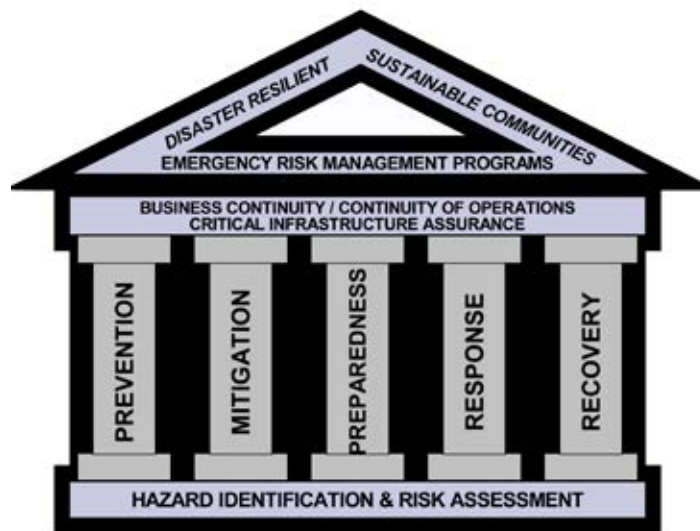 DISASTER RESILIENT
SUSTAINABLE COMMUNITIES
EMERGENCY RISK MANAGEMENT PROGRAMS
BUSINESS CONTINUITY / CONTINUITY OF OPERATIONS
CRITICAL INFRASTRUCTURE ASSURANCE
PREVENTION
MITIGATION
PREPAREDNESS
RESPONSE
RECOVERY
HAZARD IDENTIFICATION & RISK ASSESSMENT